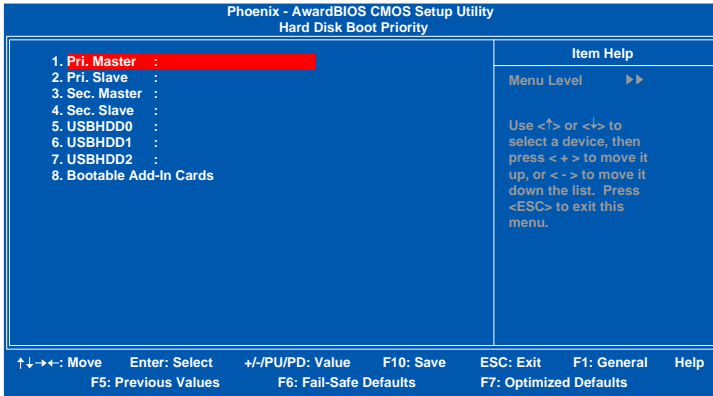 Phoenix - AwardBIOS CMOS Setup Utility
Hard Disk Boot Priority
1. Pri. Master :
2. Pri. Slave :
3. Sec. Master :
4. Sec. Slave :
5. USBHDD0 :
6. USBHDD1 :
7. USBHDD2 :
8. Bootable Add-In Cards
Item Help
Menu Level ▶▶
Use <↑> or <↓> to
select a device, then
press < + > to move it
up, or < - > to move it
down the list. Press
<ESC> to exit this
menu.
↑↓→←: Move Enter: Select +/-/PU/PD: Value F10: Save ESC: Exit F1: General Help
F5: Previous Values F6: Fail-Safe Defaults F7: Optimized Defaults